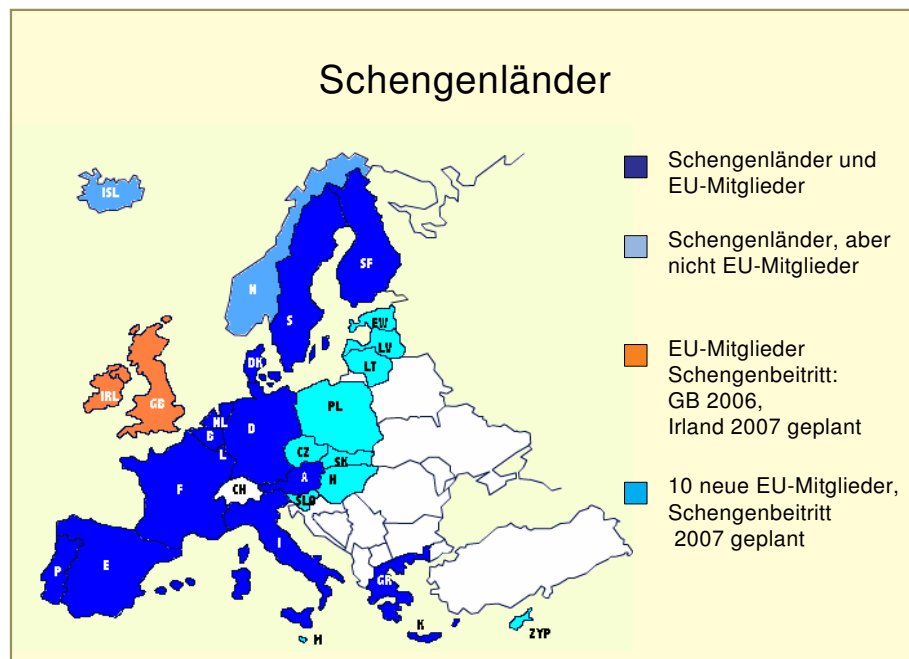 Schengenländer
ISL
N
SF
S
EW
LV
LT
DK
IRL
GB
NL
B
L
D
PL
CZ
SK
A
H
F
CH
SLO
I
P
E
GR
K
M
ZYP
Schengenländer und
EU-Mitglieder
Schengenländer, aber
nicht EU-Mitglieder
EU-Mitglieder
Schengenbeitritt:
GB 2006,
Irland 2007 geplant
10 neue EU-Mitglieder,
Schengenbeitritt
2007 geplant